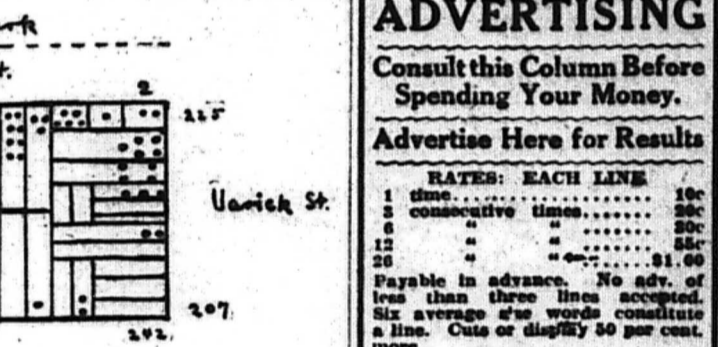 2
225
Varick St.
207
242
ADVERTISING
Consult this Column Before
Spending Your Money.
Advertise Here for Results
RATES: EACH LINE
1 time.................... 10c
3 consecutive times....... 20c
6 " " ....... 30c
12 " " ....... 55c
26 " " ....... $1.60
Payable in advance. No adv. of
less than three lines accepted.
Six average words constitute
a line. Cuts or display 50 per cent.
more